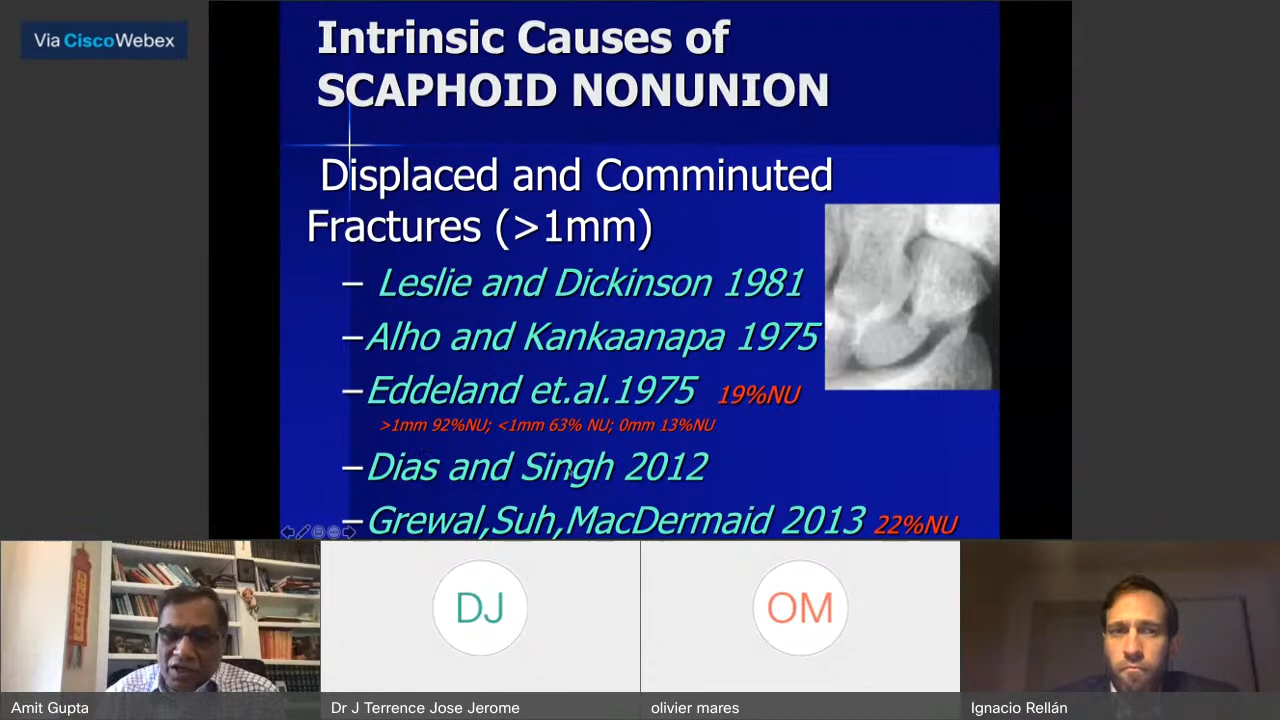 Via Cisco Webex
Intrinsic Causes of
SCAPHOID NONUNION
Displaced and Comminuted
Fractures (>1mm)
– Leslie and Dickinson 1981
–Alho and Kankaanapa 1975
–Eddeland et.al.1975 19%NU
>1mm 92%NU; <1mm 63% NU; 0mm 13%NU
–Dias and Singh 2012
–Grewal,Suh,MacDermaid 2013 22%NU
DJ
OM
Amit Gupta
Dr J Terrence Jose Jerome
olivier mares
Ignacio Rellán